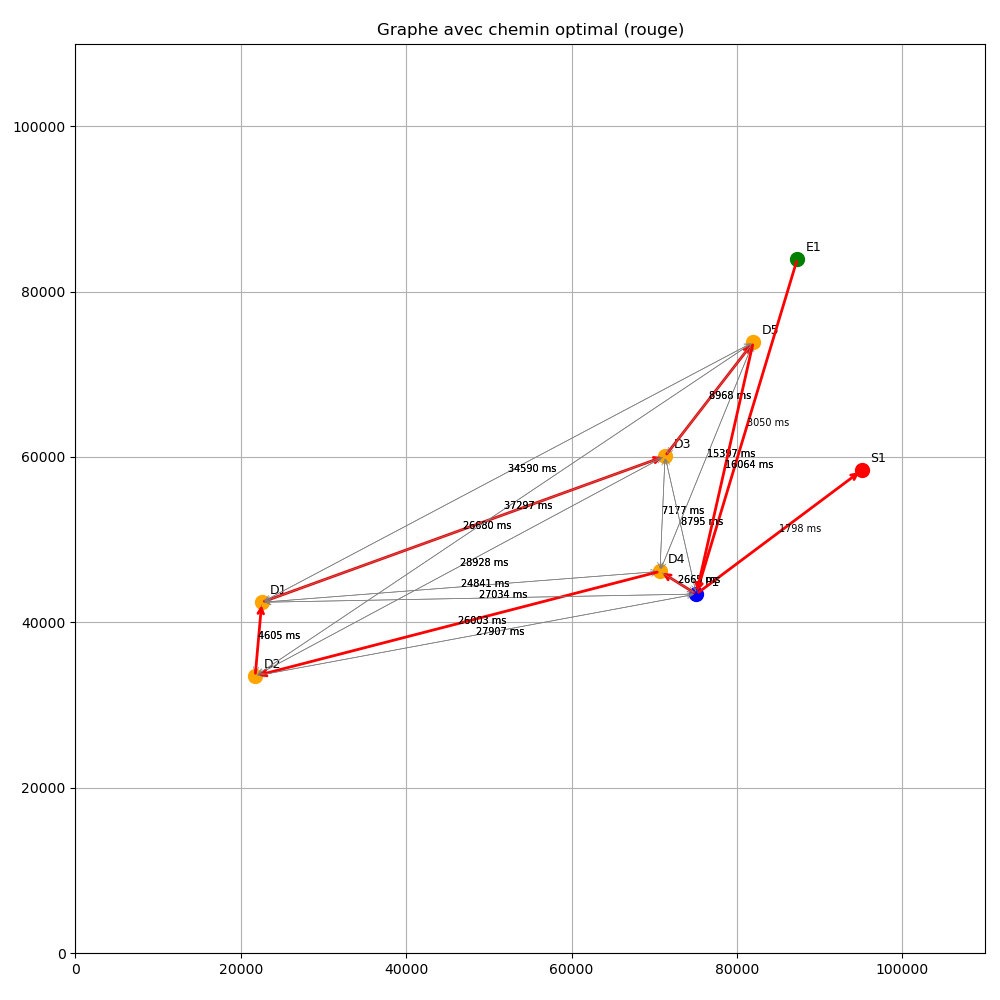 Graphe avec chemin optimal (rouge)
100000
80000
60000
40000
20000
0
E1
D5
8968 ms
3050 ms
D3
S1
15397 ms
16064 ms
34590 ms
37297 ms
26680 ms
7177 ms
8795 ms
1798 ms
D4
28928 ms
24841 ms
27034 ms
D1
26003 ms
27907 ms
4605 ms
D2
0
20000
40000
60000
80000
100000